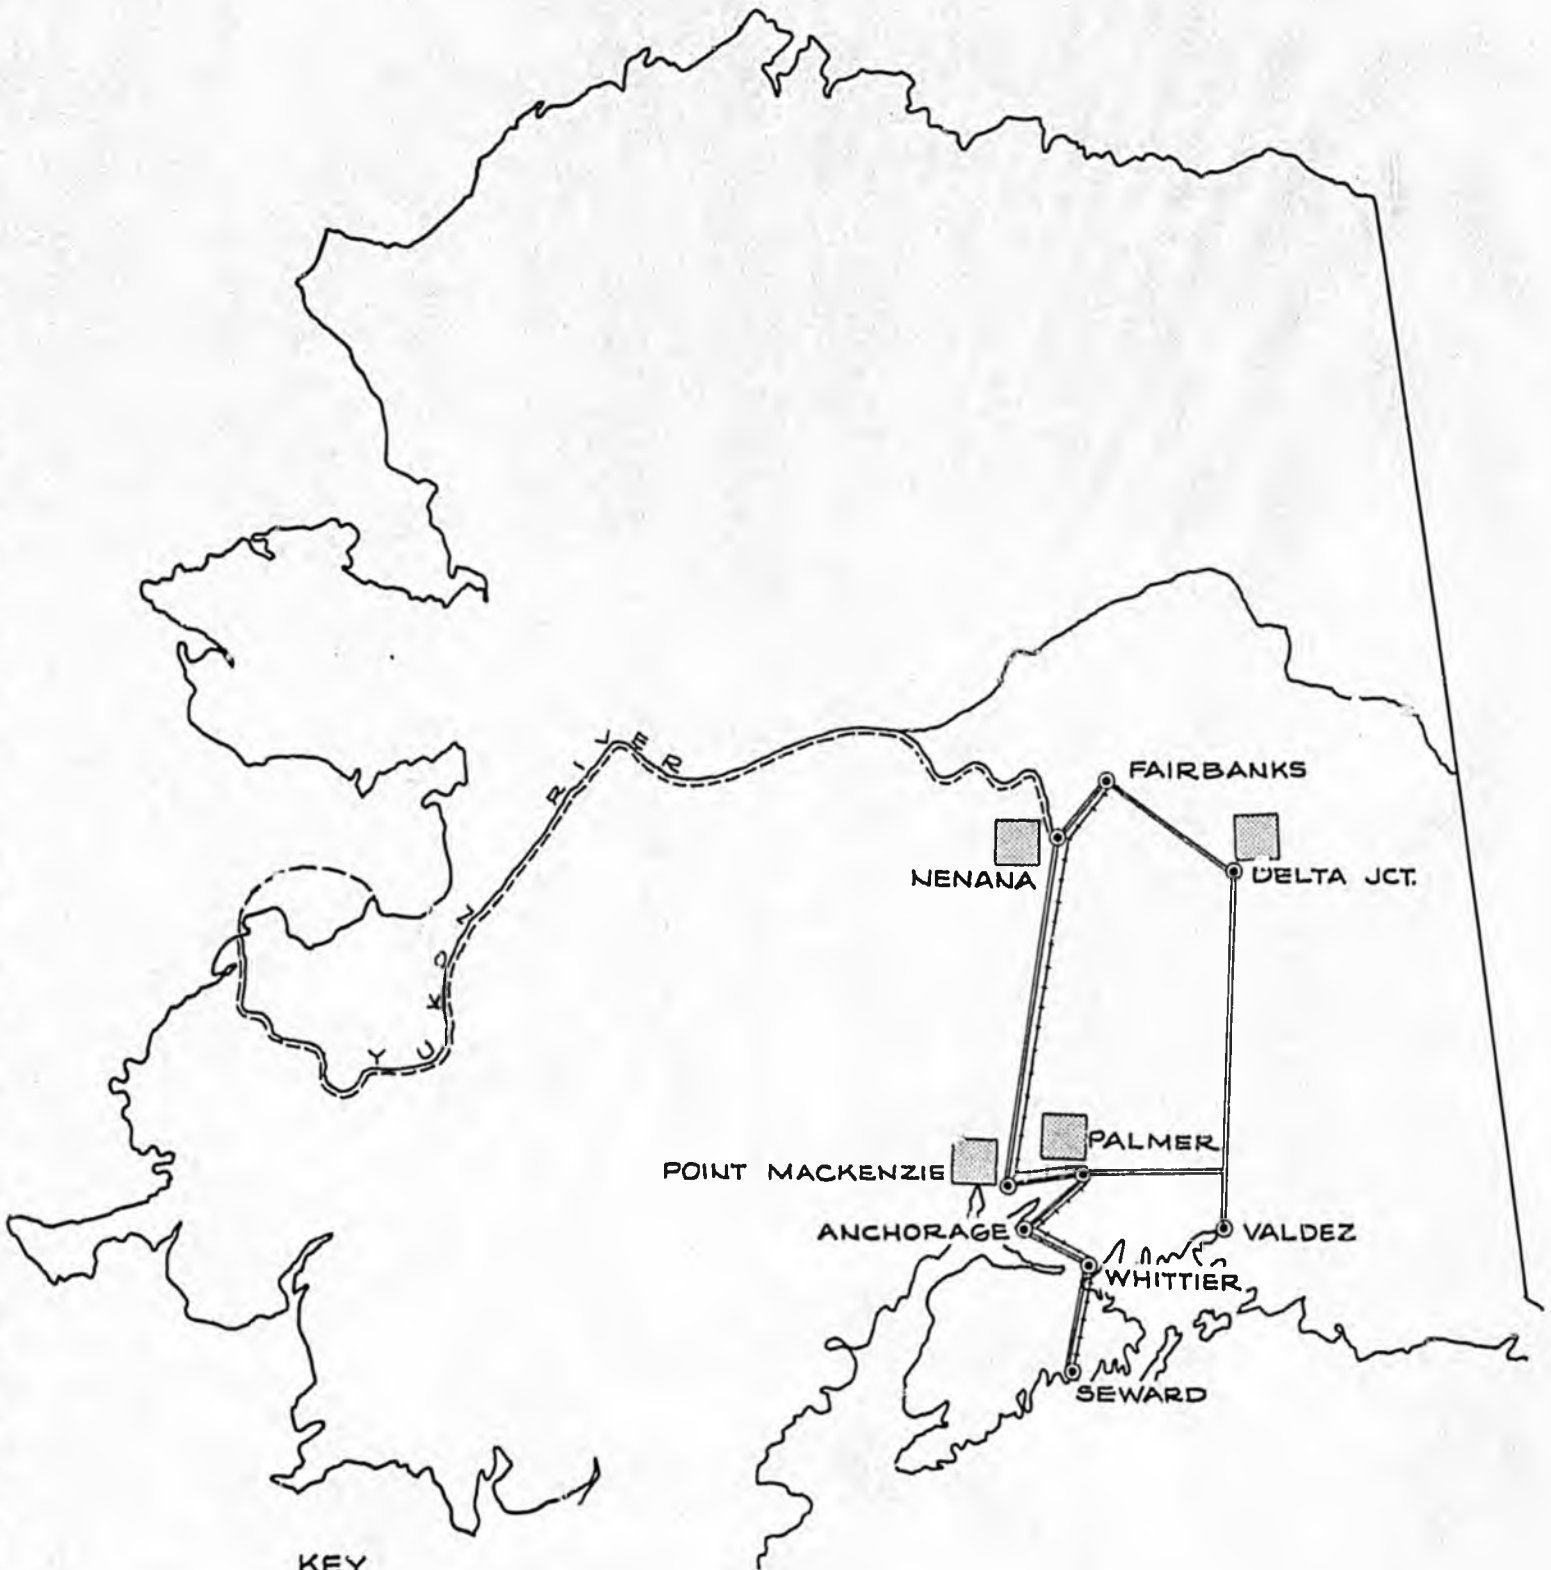 YUKON RIVER
FAIRBANKS
NENANA
DELTA JCT.
PALMER
POINT MACKENZIE
ANCHORAGE
VALDEZ
WHITTIER
SEWARD
KEY